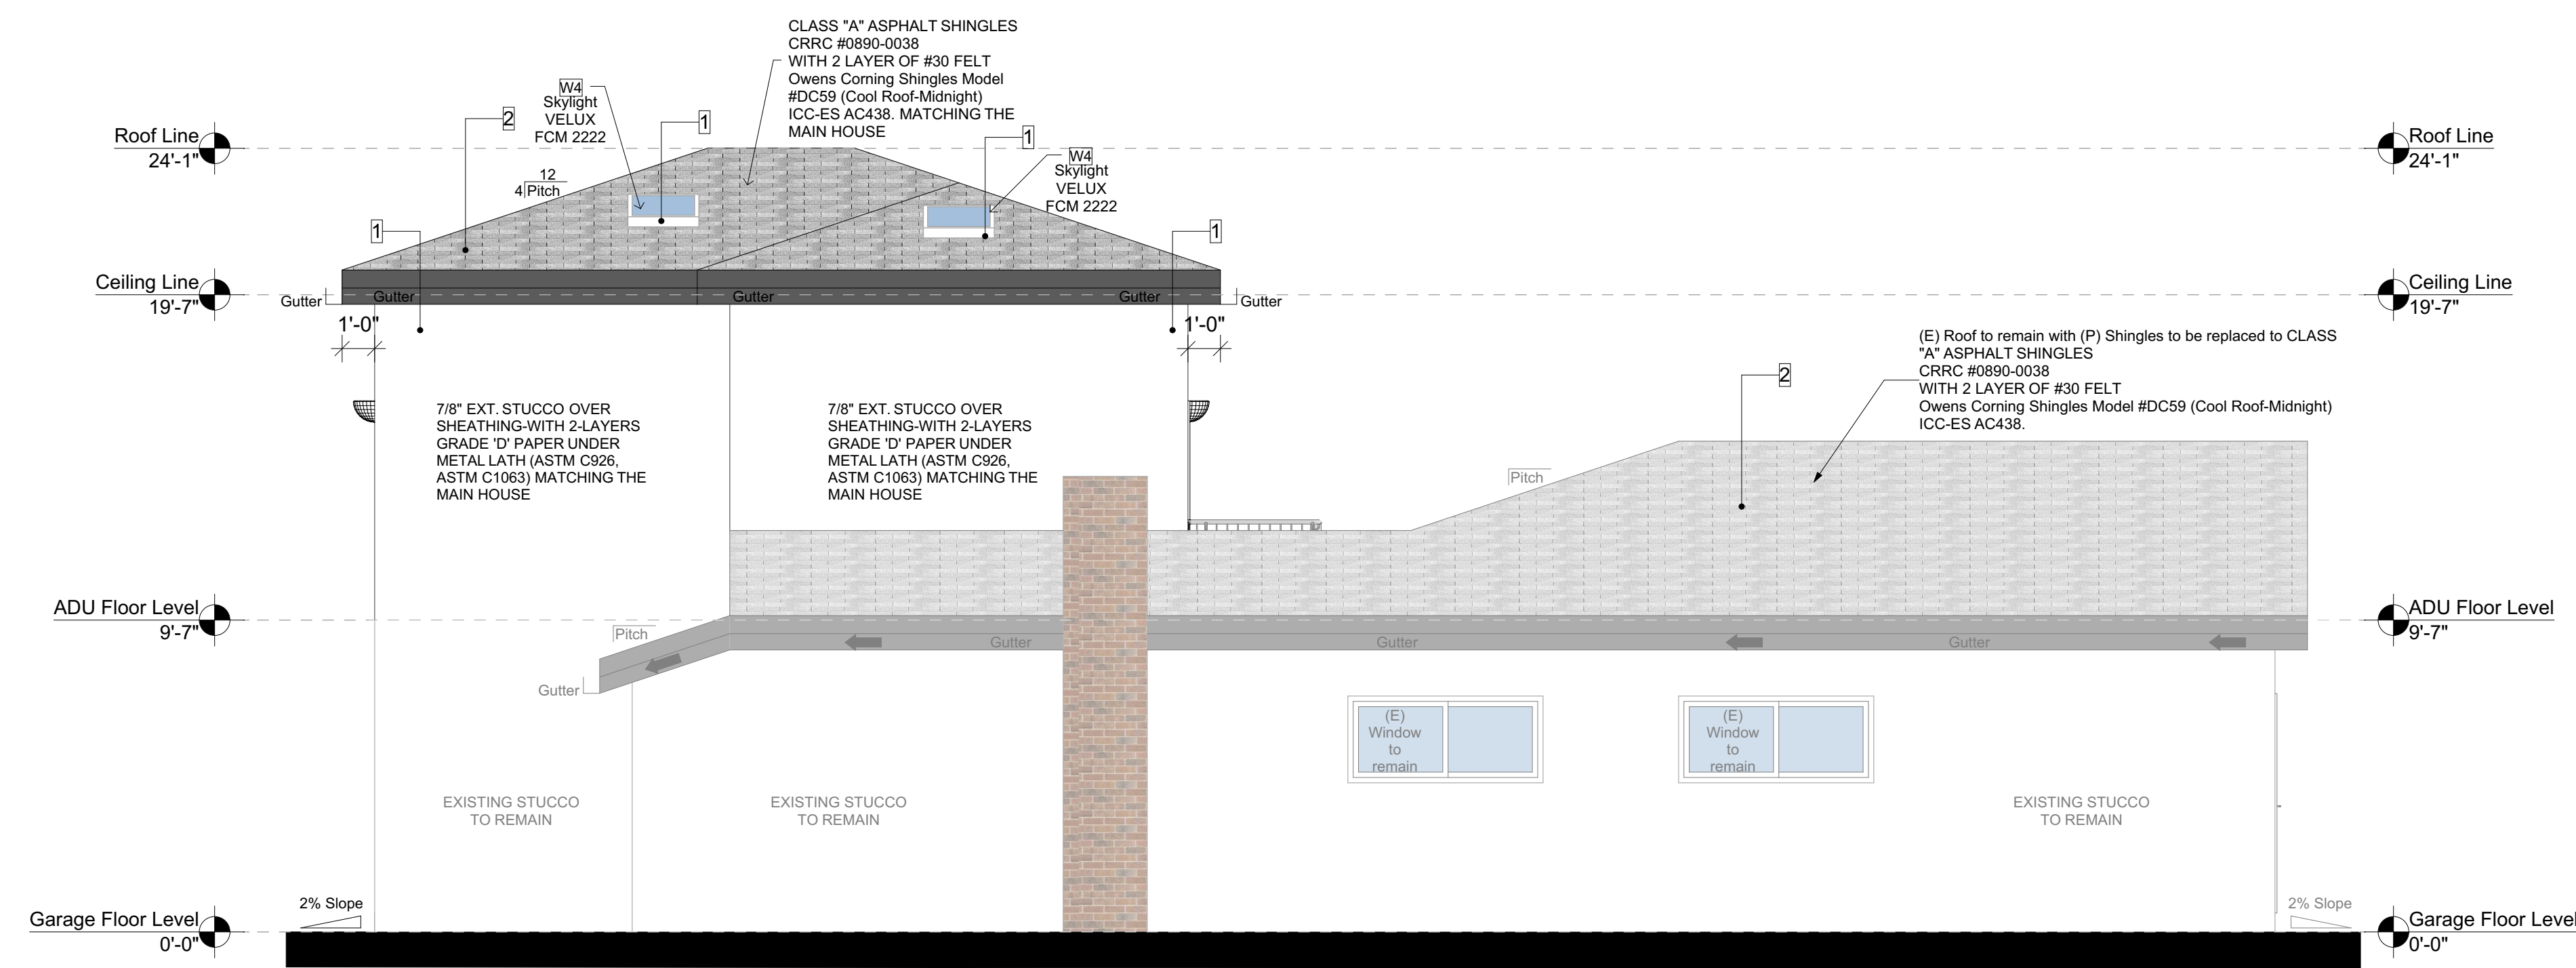 CLASS "A" ASPHALT SHINGLES
CRRC #0890-0038
WITH 2 LAYER OF #30 FELT
Owens Corning Shingles Model
#DC59 (Cool Roof-Midnight)
ICC-ES AC438. MATCHING THE
MAIN HOUSE
W4
Skylight
VELUX
FCM 2222
2
1
1
Roof Line
24'-1"
Roof Line
24'-1"
W4
Skylight
VELUX
FCM 2222
12
4 Pitch
1
1
Ceiling Line
19'-7"
Gutter
Gutter
Gutter
Gutter
Gutter
Ceiling Line
19'-7"
1'-0"
1'-0"
(E) Roof to remain with (P) Shingles to be replaced to CLASS
"A" ASPHALT SHINGLES
CRRC #0890-0038
WITH 2 LAYER OF #30 FELT
Owens Corning Shingles Model #DC59 (Cool Roof-Midnight)
ICC-ES AC438.
2
7/8" EXT. STUCCO OVER
SHEATHING-WITH 2-LAYERS
GRADE 'D' PAPER UNDER
METAL LATH (ASTM C926,
ASTM C1063) MATCHING THE
MAIN HOUSE
7/8" EXT. STUCCO OVER
SHEATHING-WITH 2-LAYERS
GRADE 'D' PAPER UNDER
METAL LATH (ASTM C926,
ASTM C1063) MATCHING THE
MAIN HOUSE
Pitch
ADU Floor Level
9'-7"
ADU Floor Level
9'-7"
Pitch
Gutter
Gutter
Gutter
Gutter
(E)
Window
to
remain
(E)
Window
to
remain
EXISTING STUCCO
TO REMAIN
EXISTING STUCCO
TO REMAIN
EXISTING STUCCO
TO REMAIN
2% Slope
2% Slope
Garage Floor Level
0'-0"
Garage Floor Level
0'-0"